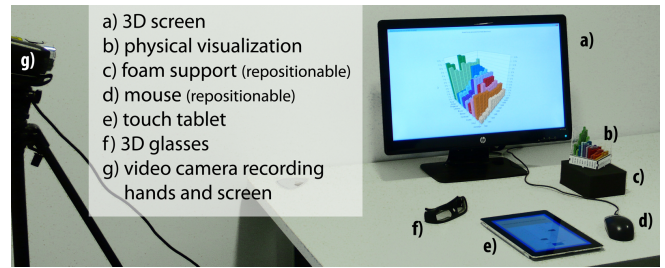 a) 3D screen
b) physical visualization
c) foam support (repositionable)
d) mouse (repositionable)
e) touch tablet
f) 3D glasses
g) video camera recording
hands and screen
g)
a)
b)
c)
d)
f)
e)
hp